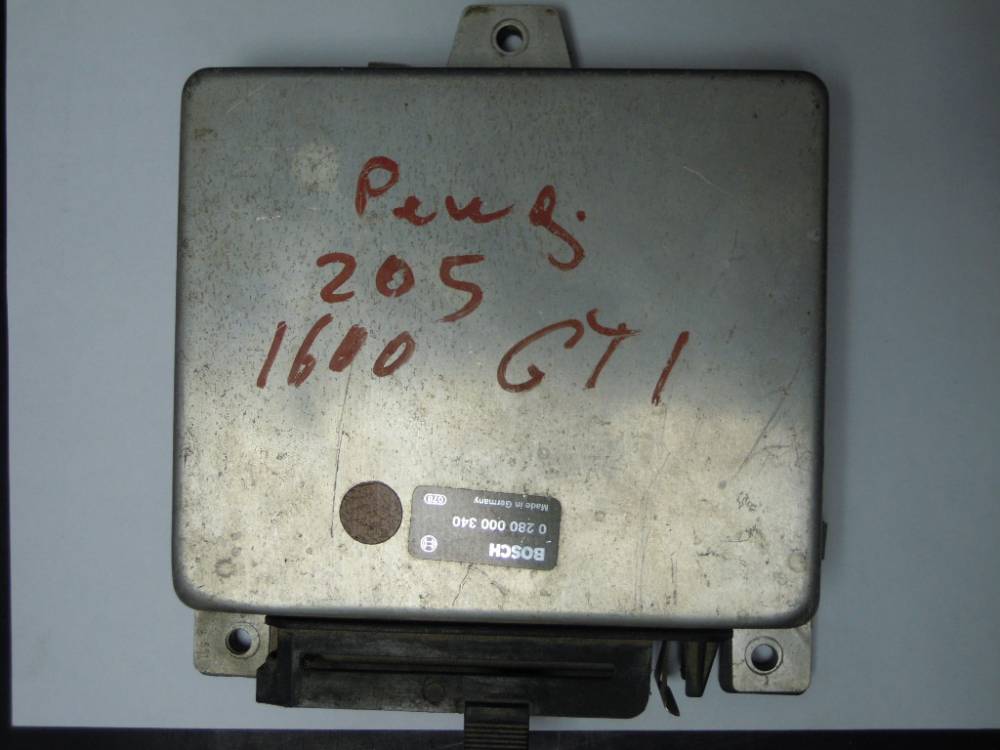 Peug.
205
1600 GTI
BOSCH
0 280 000 340
Made in Germany